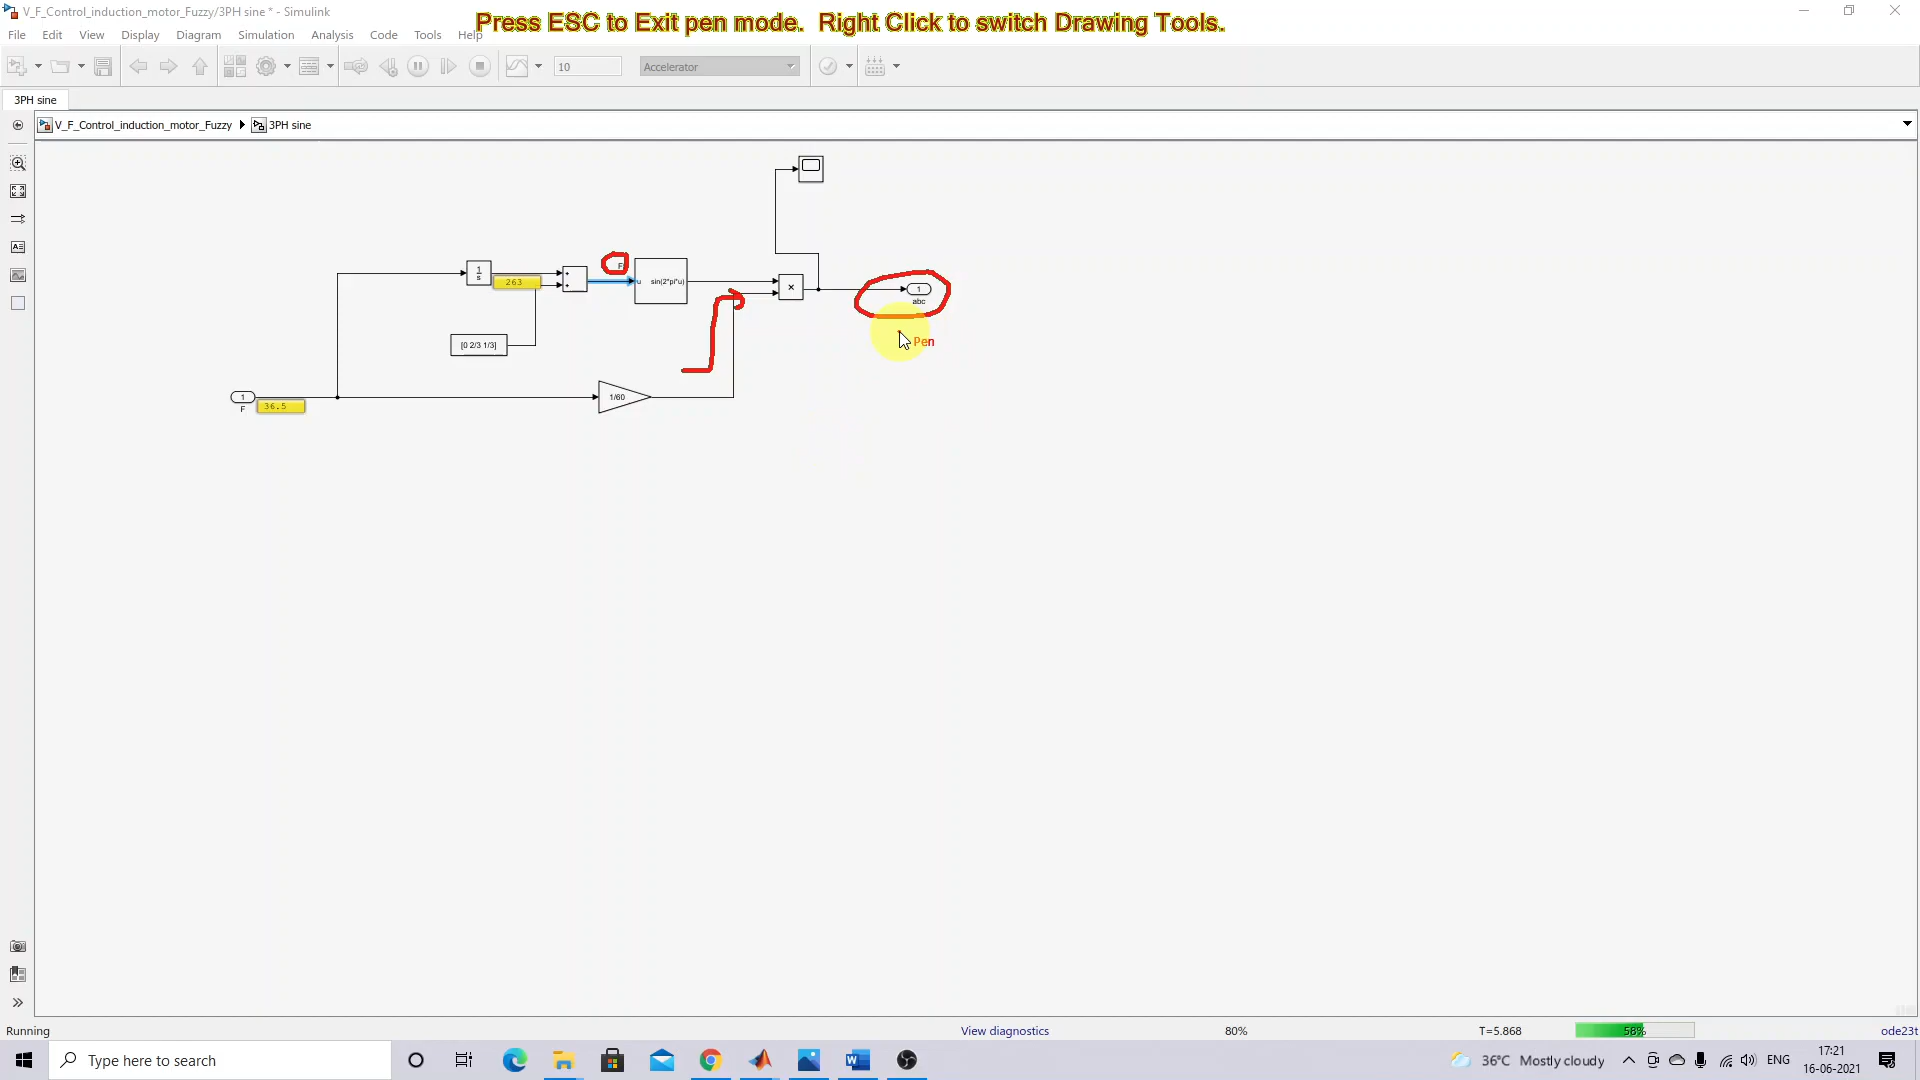 V_F_Control_induction_motor_Fuzzy/3PH sine * - Simulink
Press ESC to Exit pen mode. Right Click to switch Drawing Tools.
File Edit View Display Diagram Simulation Analysis Code Tools Help
10
Accelerator
3PH sine
V_F_Control_induction_motor_Fuzzy
3PH sine
F
1
s
263
+
+
u
sin(2*pi*u)
×
1
abc
Pen
[0 2/3 1/3]
1
F
36.5
1/60
Running
View diagnostics
80%
T=5.868
58%
ode23t
Type here to search
36°C Mostly cloudy
ENG
17:21
16-06-2021